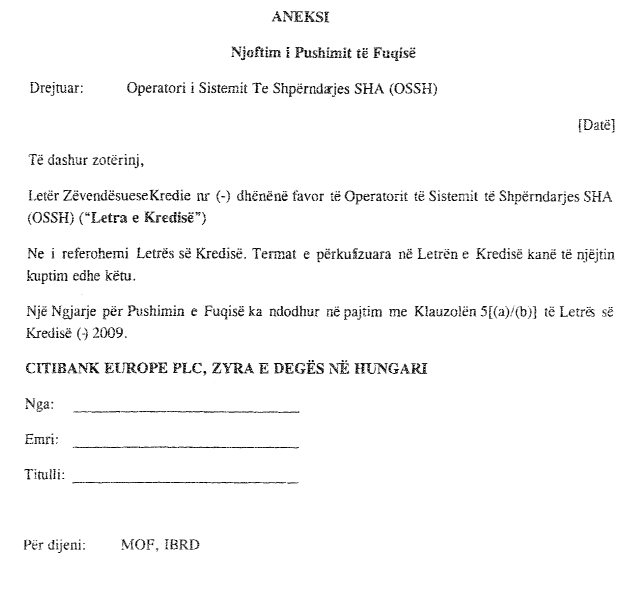 ANEKSI
Njoftim i Pushimit të Fuqisë
Drejtuar: Operatori i Sistemit Te Shpërndarjes SHA (OSSH)
[Datë]
Të dashur zotërinj,
Letër ZëvendësueseKredie nr (-) dhënënë favor të Operatorit të Sistemit të Shpërndarjes SHA
(OSSH) (“Letra e Kredisë”)
Ne i referohemi Letrës së Kredisë. Termat e përkufizuara në Letrën e Kredisë kanë të njëjtin
kuptim edhe këtu.
Një Ngjarje për Pushimin e Fuqisë ka ndodhur në pajtim me Klauzolën 5[(a)/(b)] të Letrës së
Kredisë (-) 2009.
CITIBANK EUROPE PLC, ZYRA E DEGËS NË HUNGARI
Nga:
Emri:
Titulli:
Për dijeni: MOF, IBRD